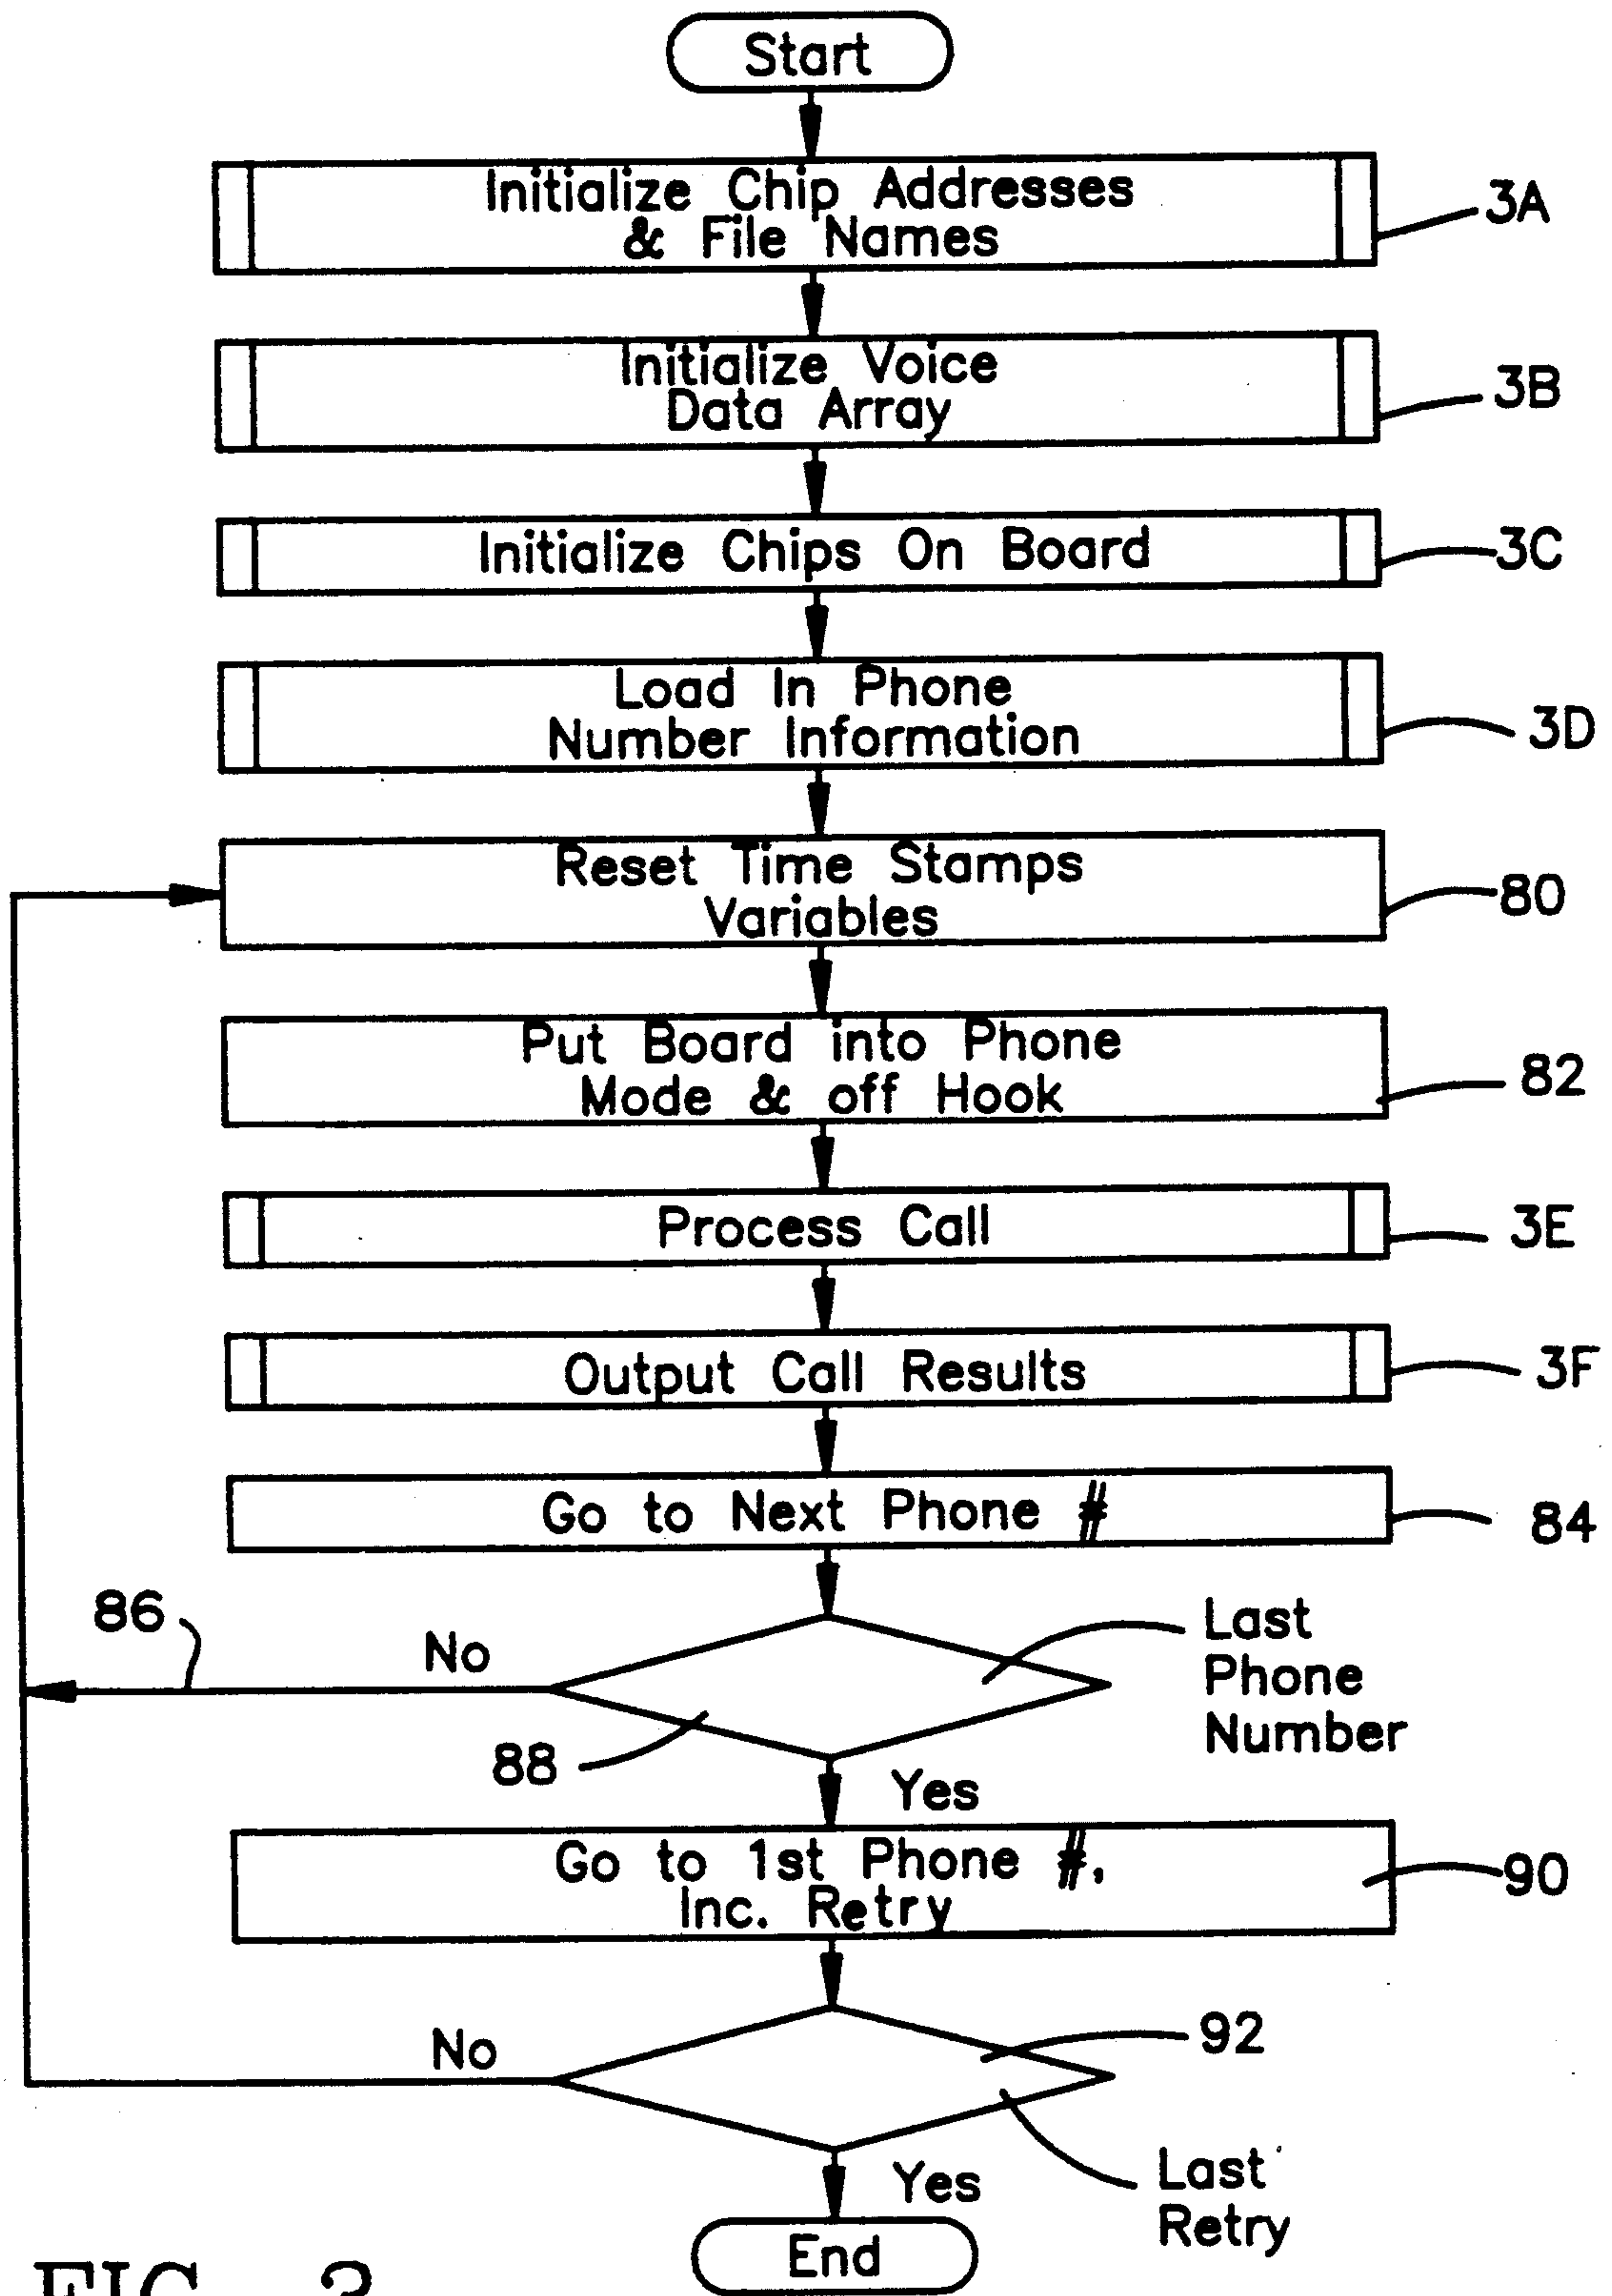 Start
Initialize Chip Addresses
& File Names
3A
Initialize Voice
Data Array
3B
Initialize Chips On Board
3C
Load In Phone
Number Information
3D
Reset Time Stamps
Variables
80
Put Board into Phone
Mode & off Hook
82
Process Call
3E
Output Call Results
3F
Go to Next Phone #
84
86
No
Last
Phone
Number
88
Yes
Go to 1st Phone #,
Inc. Retry
90
No
92
Yes
Last
Retry
End
FIG. 3